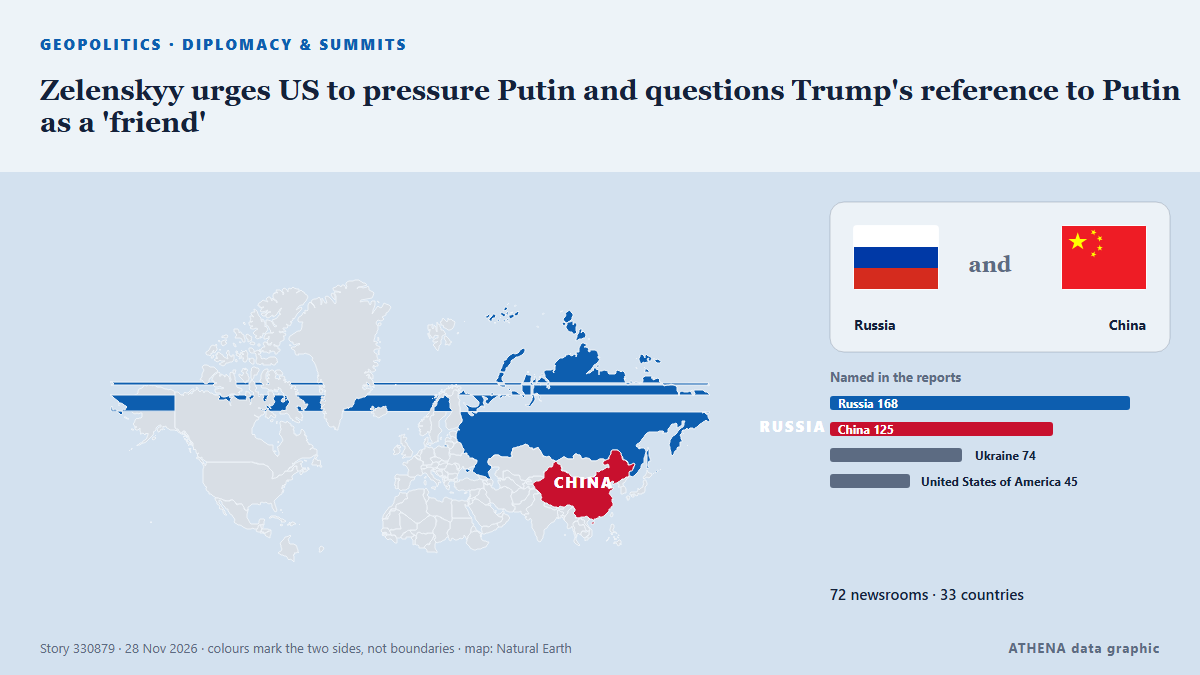 GEOPOLITICS · DIPLOMACY & SUMMITS
Zelenskyy urges US to pressure Putin and questions Trump's reference to Putin
as a 'friend'
and
Russia
China
Named in the reports
Russia 168
RUSSIA
China 125
Ukraine 74
CHINA
United States of America 45
72 newsrooms · 33 countries
Story 330879 · 28 Nov 2026 · colours mark the two sides, not boundaries · map: Natural Earth
ATHENA data graphic